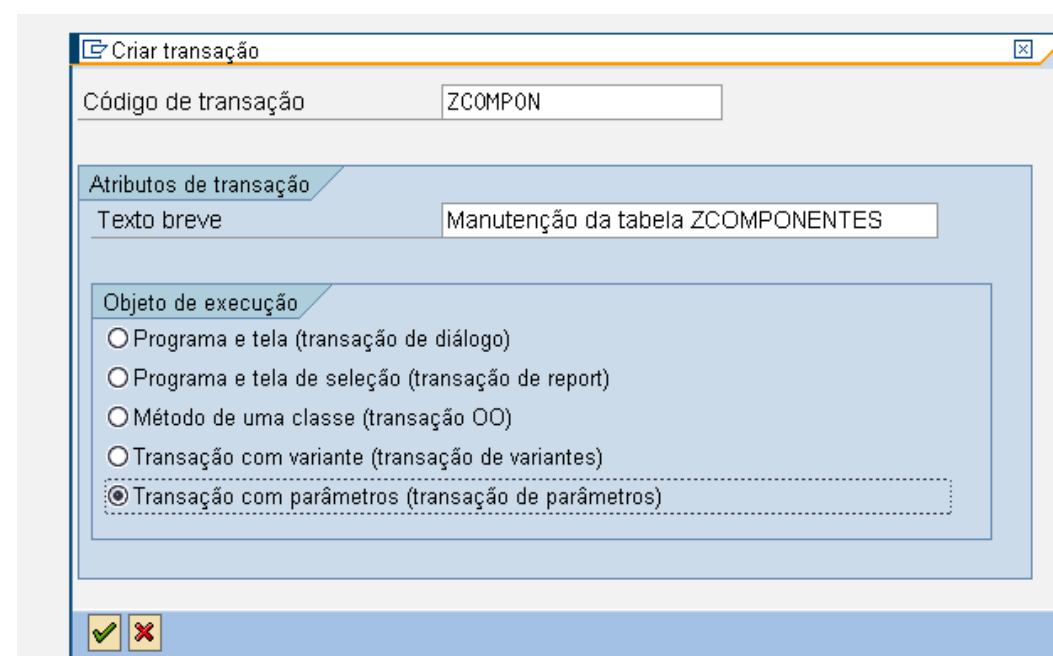 Criar transação
Código de transação ZCOMPON
Atributos de transação
Texto breve Manutenção da tabela ZCOMPONENTES
Objeto de execução
Programa e tela (transação de diálogo)
Programa e tela de seleção (transação de report)
Método de uma classe (transação OO)
Transação com variante (transação de variantes)
Transação com parâmetros (transação de parâmetros)